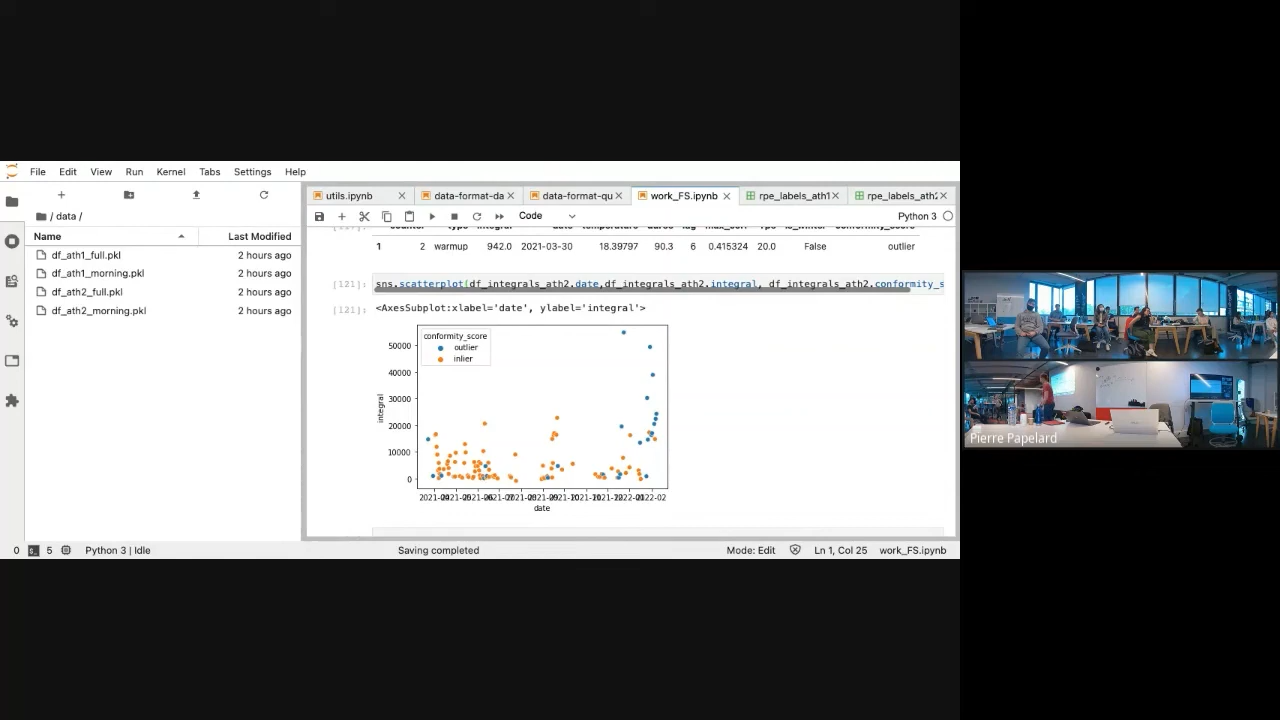 File Edit View Run Kernel Tabs Settings Help
utils.ipynb
data-format-da
data-format-qu
work_FS.ipynb
rpe_labels_ath1
rpe_labels_ath2
/ data /
Code
Python 3
Name Last Modified
df_ath1_full.pkl 2 hours ago
df_ath1_morning.pkl 2 hours ago
df_ath2_full.pkl 2 hours ago
df_ath2_morning.pkl 2 hours ago
1 2 warmup 942.0 2021-03-30 18.39797 90.3 6 0.415324 20.0 False outlier
[121]: sns.scatterplot(df_integrals_ath2.date,df_integrals_ath2.integral, df_integrals_ath2.conformity_s
[121]: <AxesSubplot:xlabel='date', ylabel='integral'>
conformity_score
outlier
inlier
50000
40000
30000
20000
10000
0
integral
date
0 5 Python 3 | Idle Saving completed Mode: Edit Ln 1, Col 25 work_FS.ipynb
Pierre Papelard